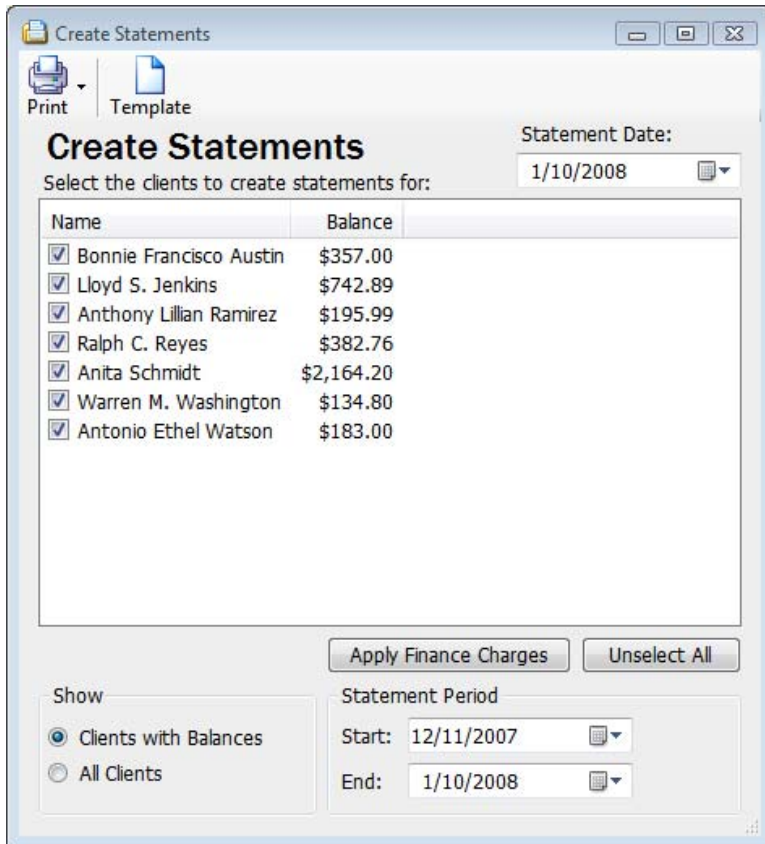 Create Statements
Print Template
Create Statements
Statement Date:
1/10/2008
Select the clients to create statements for:
Name Balance
Bonnie Francisco Austin $357.00
Lloyd S. Jenkins $742.89
Anthony Lillian Ramirez $195.99
Ralph C. Reyes $382.76
Anita Schmidt $2,164.20
Warren M. Washington $134.80
Antonio Ethel Watson $183.00
Apply Finance Charges Unselect All
Show
Clients with Balances
All Clients
Statement Period
Start: 12/11/2007
End: 1/10/2008